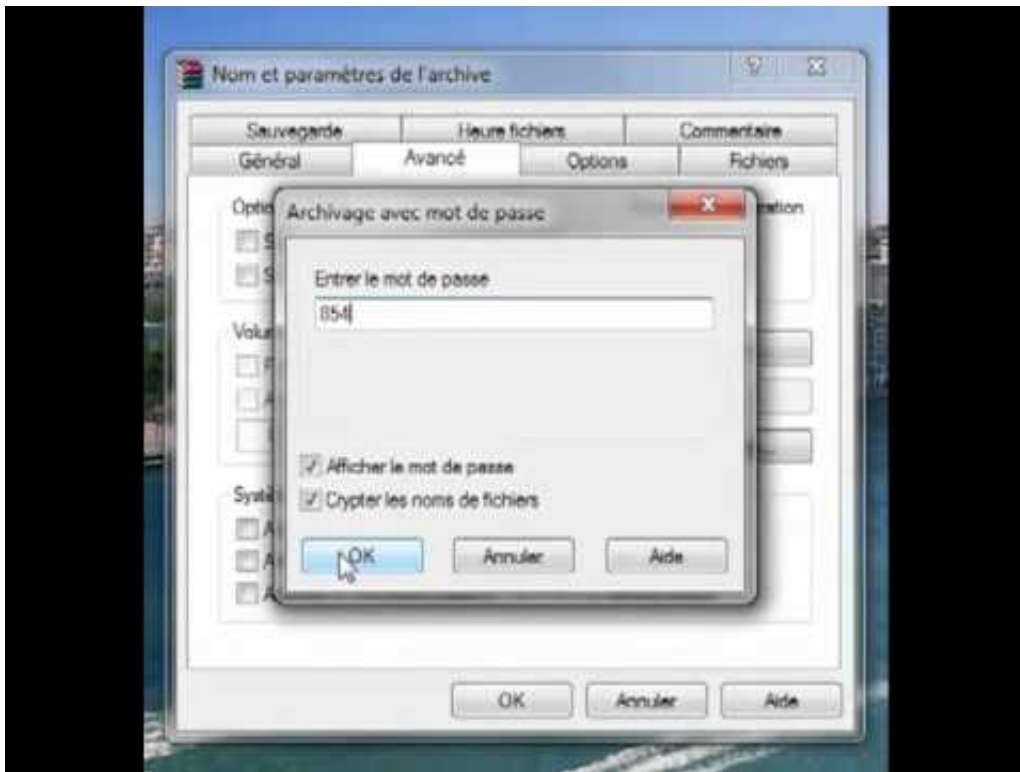 Nom et paramètres de l'archive
Sauvegarde Heure fichiers Commentaire
Général Avancé Options Fichiers
Archivage avec mot de passe
Entrer le mot de passe
854
Afficher le mot de passe
Crypter les noms de fichiers
OK Annuler Aide
OK Annuler Aide